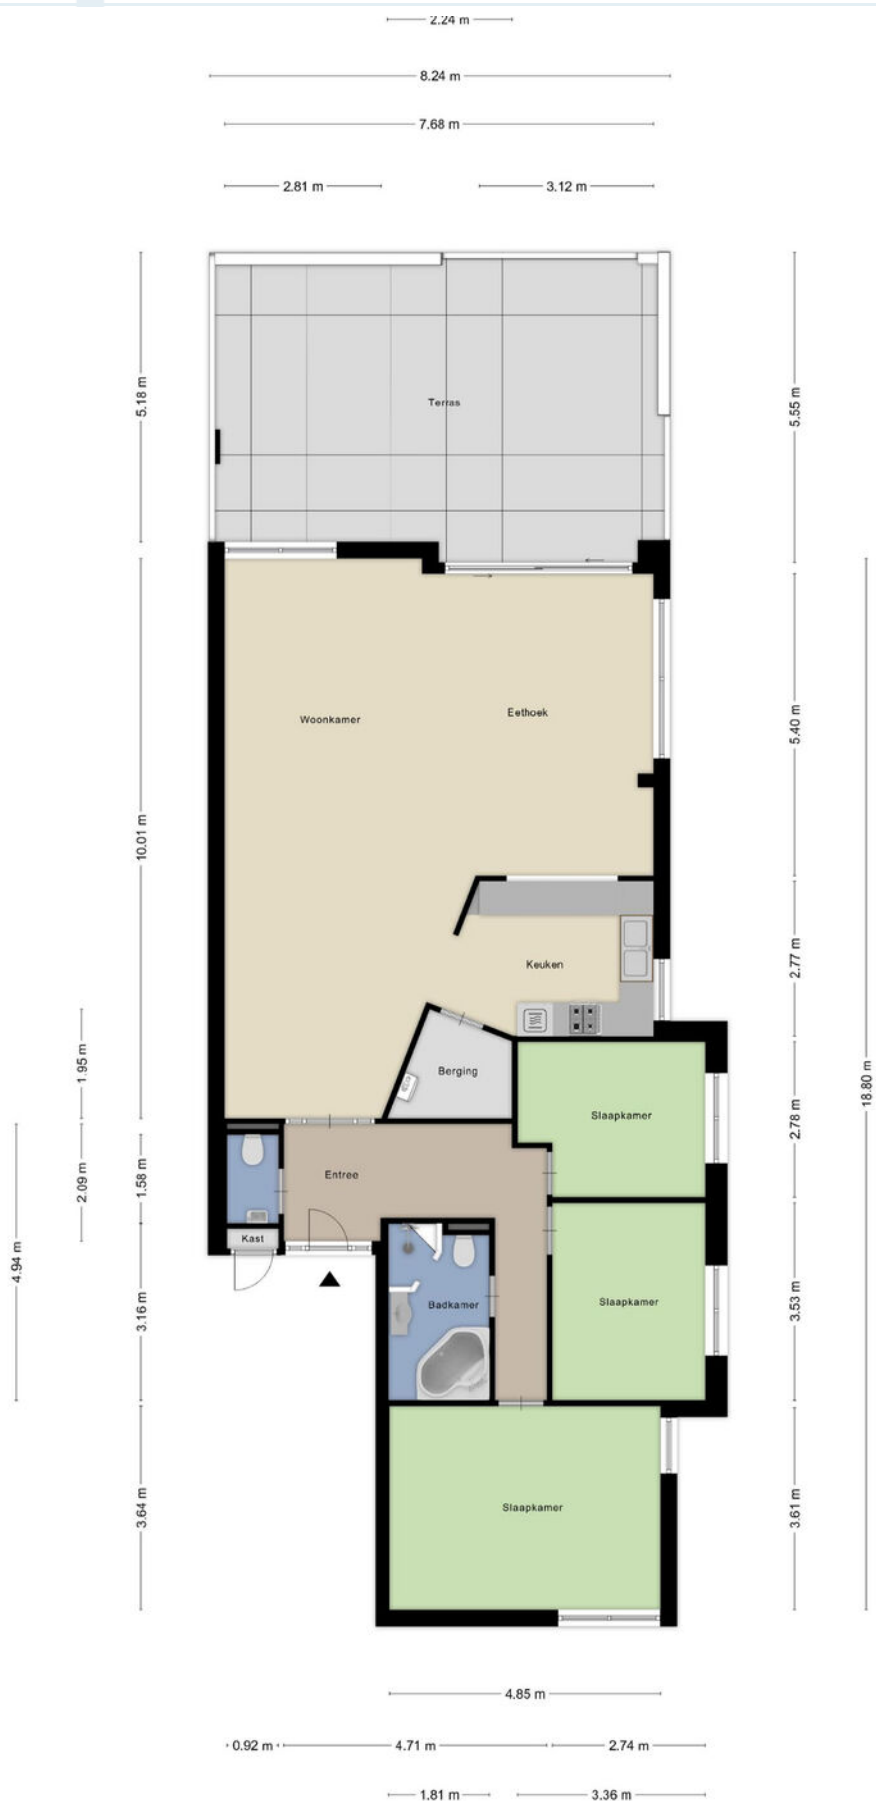 2.24 m
8.24 m
7.68 m
2.81 m
3.12 m
5.18 m
Terras
5.55 m
Woonkamer
Eethoek
5.40 m
10.01 m
Keuken
2.77 m
1.95 m
Berging
18.80 m
Slaapkamer
2.78 m
2.09 m
1.58 m
Entree
Kast
4.94 m
3.16 m
Badkamer
Slaapkamer
3.53 m
3.64 m
Slaapkamer
3.61 m
4.85 m
0.92 m
4.71 m
2.74 m
1.81 m
3.36 m